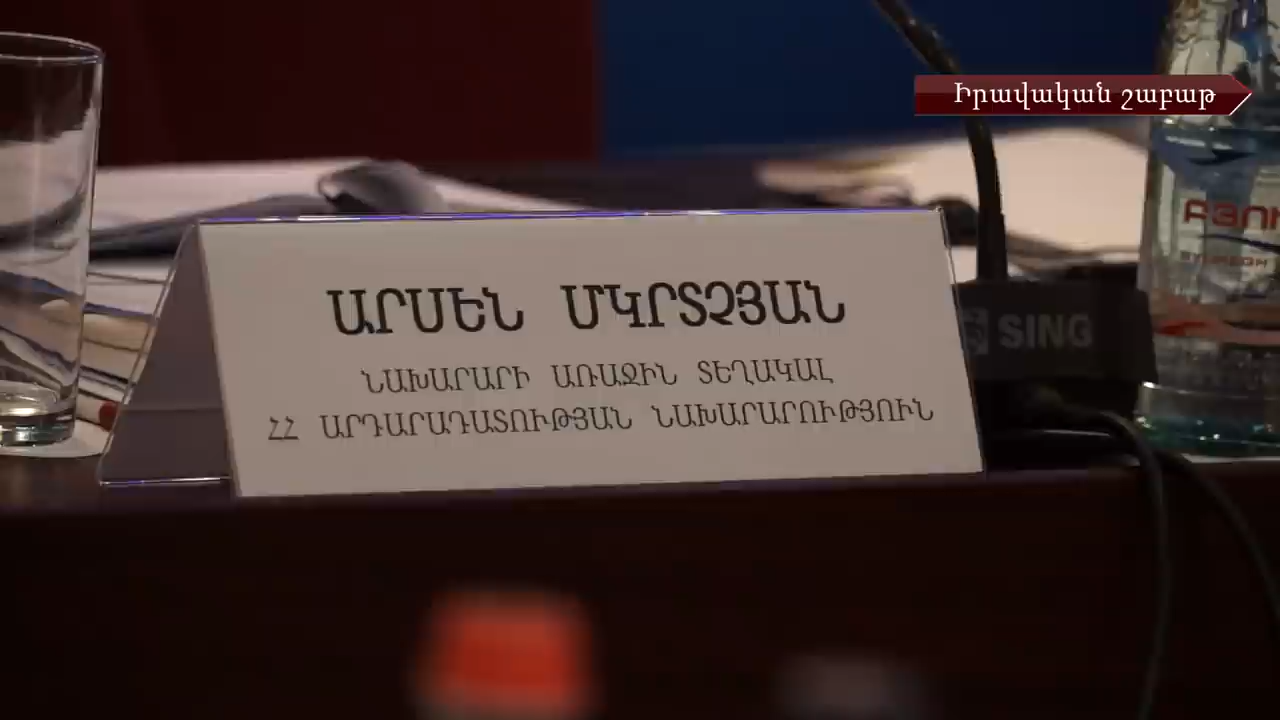 Իրավական շաբաթ
ԱՐՍԵՆ ՄԿՐՏՉՅԱՆ
ՆԱԽԱՐԱՐԻ ԱՌԱՋԻՆ ՏԵՂԱԿԱԼ
ՀՀ ԱՐԴԱՐԱԴԱՏՈՒԹՅԱՆ ՆԱԽԱՐԱՐՈՒԹՅՈՒՆ
SING